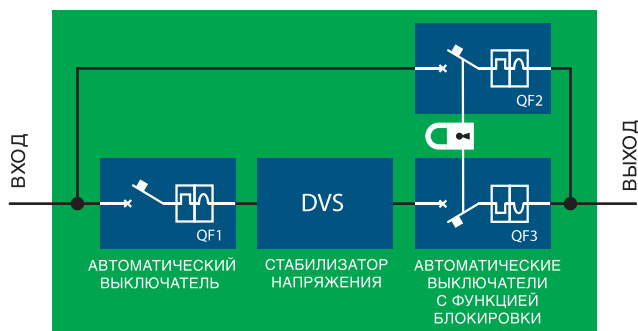 QF2
ВХОД
ВЫХОД
DVS
QF1
QF3
АВТОМАТИЧЕСКИЙ
ВЫКЛЮЧАТЕЛЬ
СТАБИЛИЗАТОР
НАПРЯЖЕНИЯ
АВТОМАТИЧЕСКИЕ
ВЫКЛЮЧАТЕЛИ
С ФУНКЦИЕЙ
БЛОКИРОВКИ